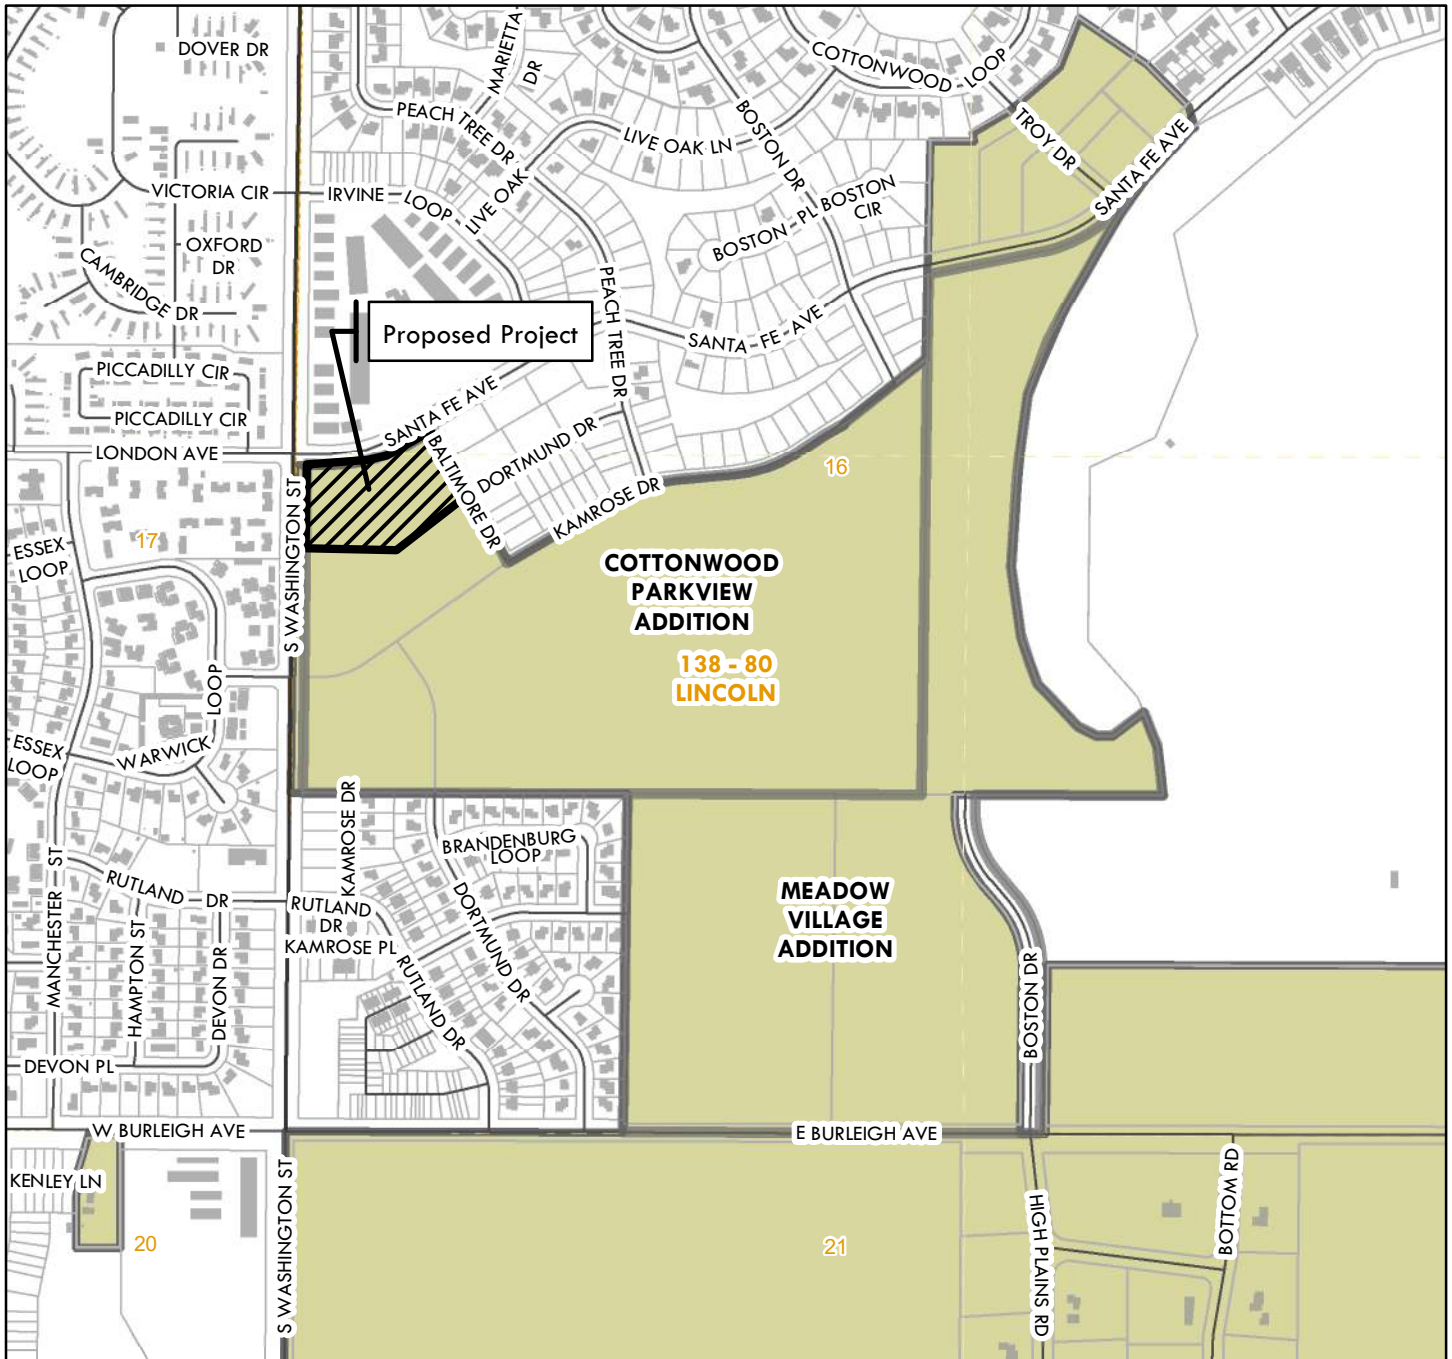 DOVER DR
MARIETTA
DR
COTTONWOOD
LOOP
PEACH TREE DR
LIVE OAK LN
BOSTON DR
TROY DR
SANTA FE AVE
VICTORIA CIR
IRVINE
LOOP
LIVE OAK
BOSTON PL
BOSTON
CIR
OXFORD
DR
CAMBRIDGE DR
PEACH TREE DR
Proposed Project
SANTA FE AVE
PICCADILLY CIR
PICCADILLY CIR
SANTA FE AVE
LONDON AVE
BALTIMORE DR
DORTMUND DR
KAMROSE DR
16
S WASHINGTON ST
17
ESSEX
LOOP
COTTONWOOD
PARKVIEW
ADDITION
138 - 80
LINCOLN
LOOP
WARWICK
ESSEX
LOOP
KAMROSE DR
BRANDENBURG
LOOP
MANCHESTER ST
RUTLAND
DR
RUTLAND
DR
KAMROSE PL
HAMPTON ST
DEVON DR
DORTMUND DR
RUTLAND DR
MEADOW
VILLAGE
ADDITION
BOSTON DR
DEVON PL
W BURLEIGH AVE
E BURLEIGH AVE
KENLEY LN
20
S WASHINGTON ST
21
HIGH PLAINS RD
BOTTOM RD